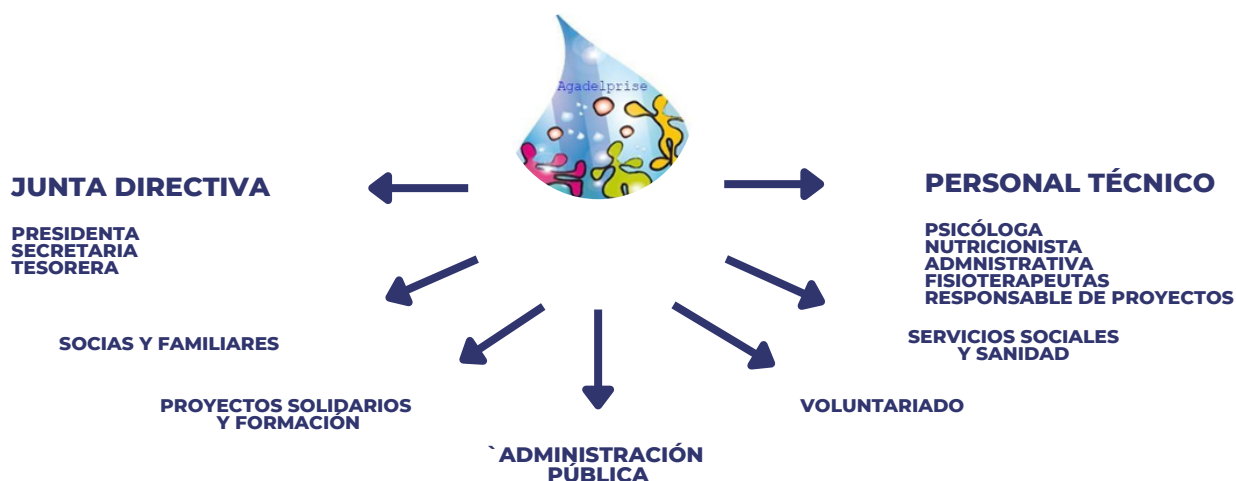 Agadelprise
JUNTA DIRECTIVA
PRESIDENTA
SECRETARIA
TESORERA
PERSONAL TÉCNICO
PSICÓLOGA
NUTRICIONISTA
ADMNISTRATIVA
FISIOTERAPEUTAS
RESPONSABLE DE PROYECTOS
SOCIAS Y FAMILIARES
SERVICIOS SOCIALES
Y SANIDAD
PROYECTOS SOLIDARIOS
Y FORMACIÓN
VOLUNTARIADO
`ADMINISTRACIÓN
PÚBLICA